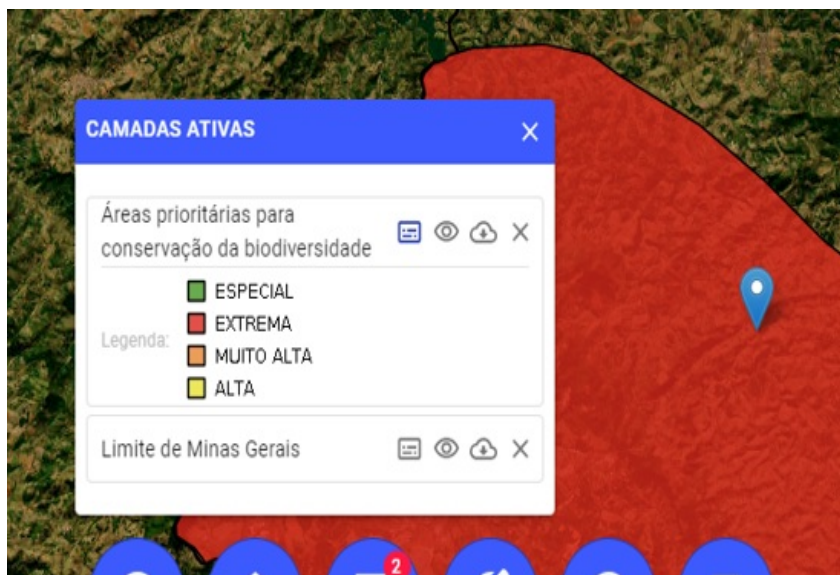 CAMADAS ATIVAS
Áreas prioritárias para
conservação da biodiversidade
Legenda:
ESPECIAL
EXTREMA
MUITO ALTA
ALTA
Limite de Minas Gerais
2